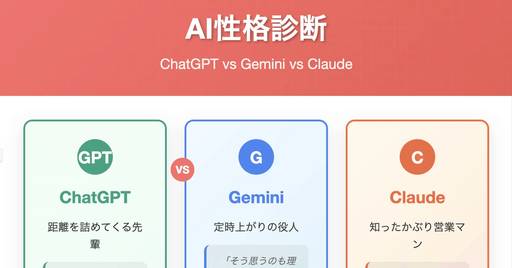 AI性格診断
ChatGPT vs Gemini vs Claude
GPT
ChatGPT
距離を詰めてくる先
輩
VS
G
Gemini
定時上がりの役人
「そう思うのも理
C
Claude
知ったかぶり営業マ
ン